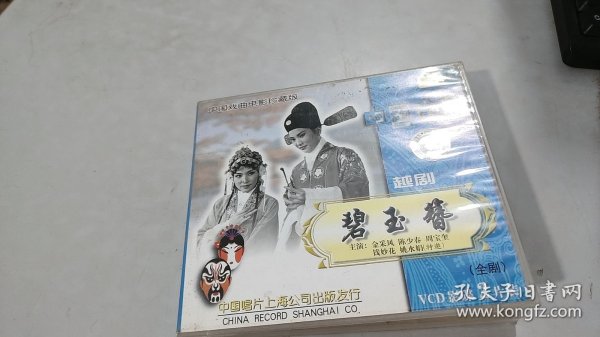 中国戏曲电影珍藏版
越剧
碧玉簪
主演：金采风 陈少春 周宝奎
钱妙花 姚水娟(特邀)
(全剧)
中国唱片上海公司出版发行
CHINA RECORD SHANGHAI CO.
VCD
孔夫子旧书网